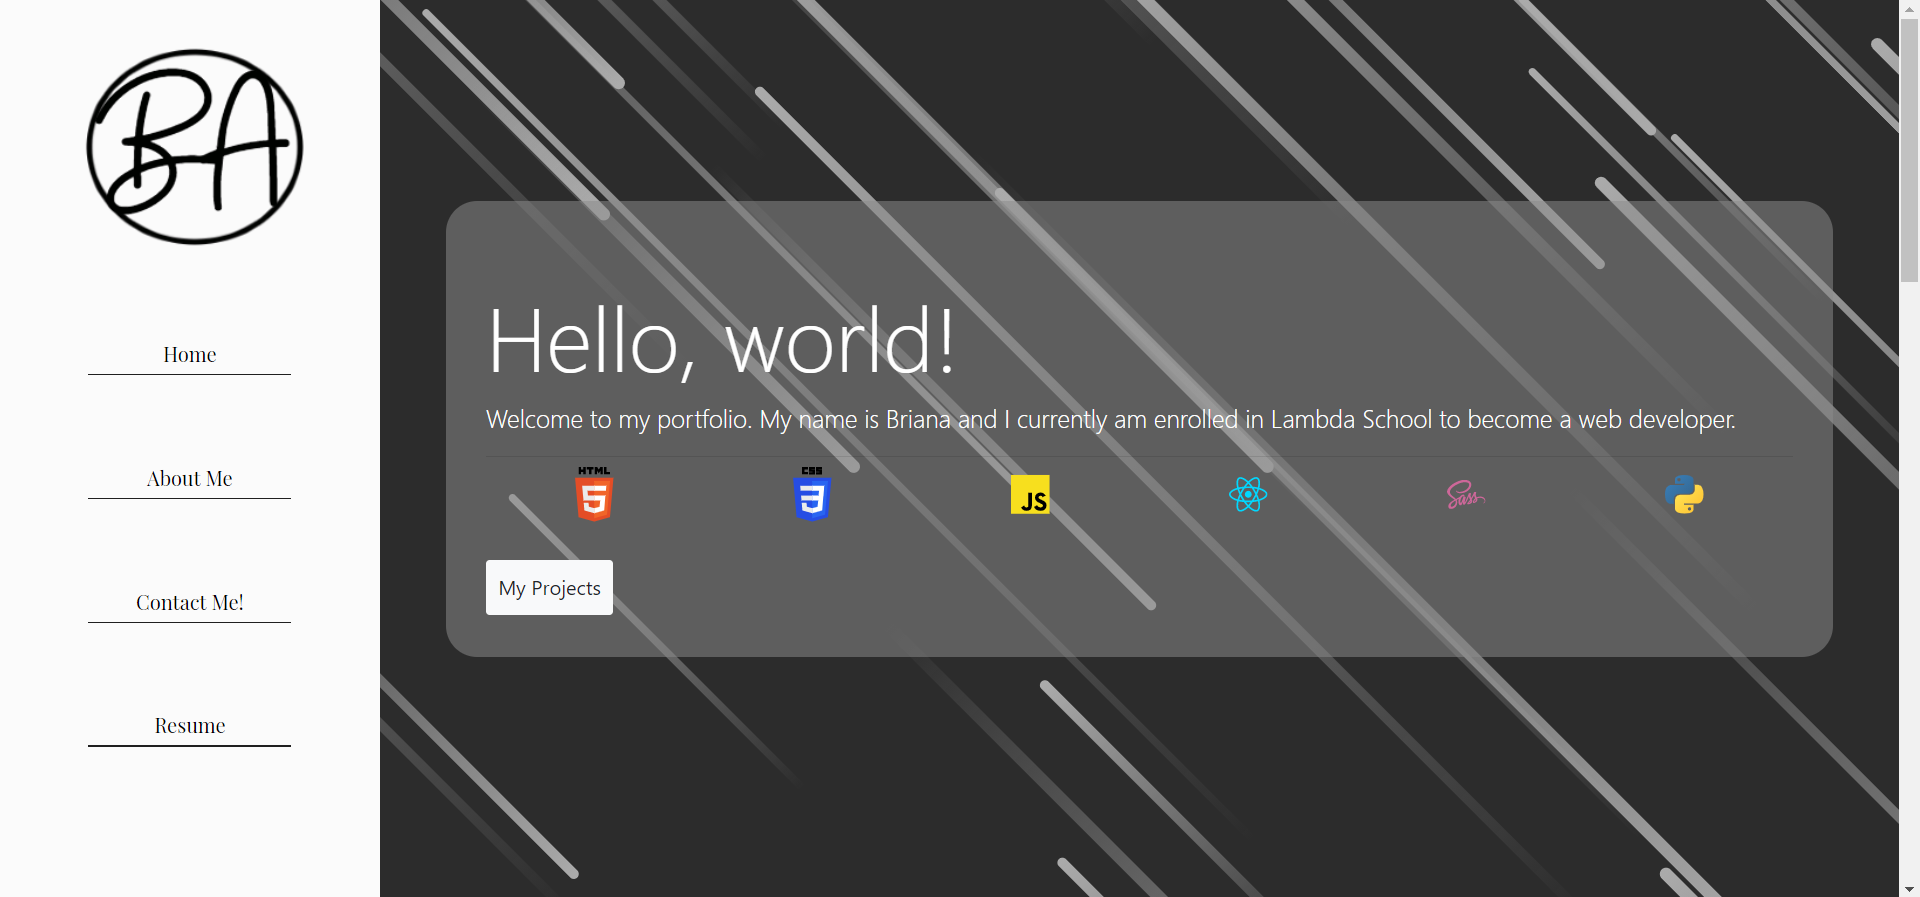 BA
Home
About Me
Contact Me!
Resume
Hello, world!
Welcome to my portfolio. My name is Briana and I currently am enrolled in Lambda School to become a web developer.
HTML
5
CSS
3
JS
Sass
My Projects